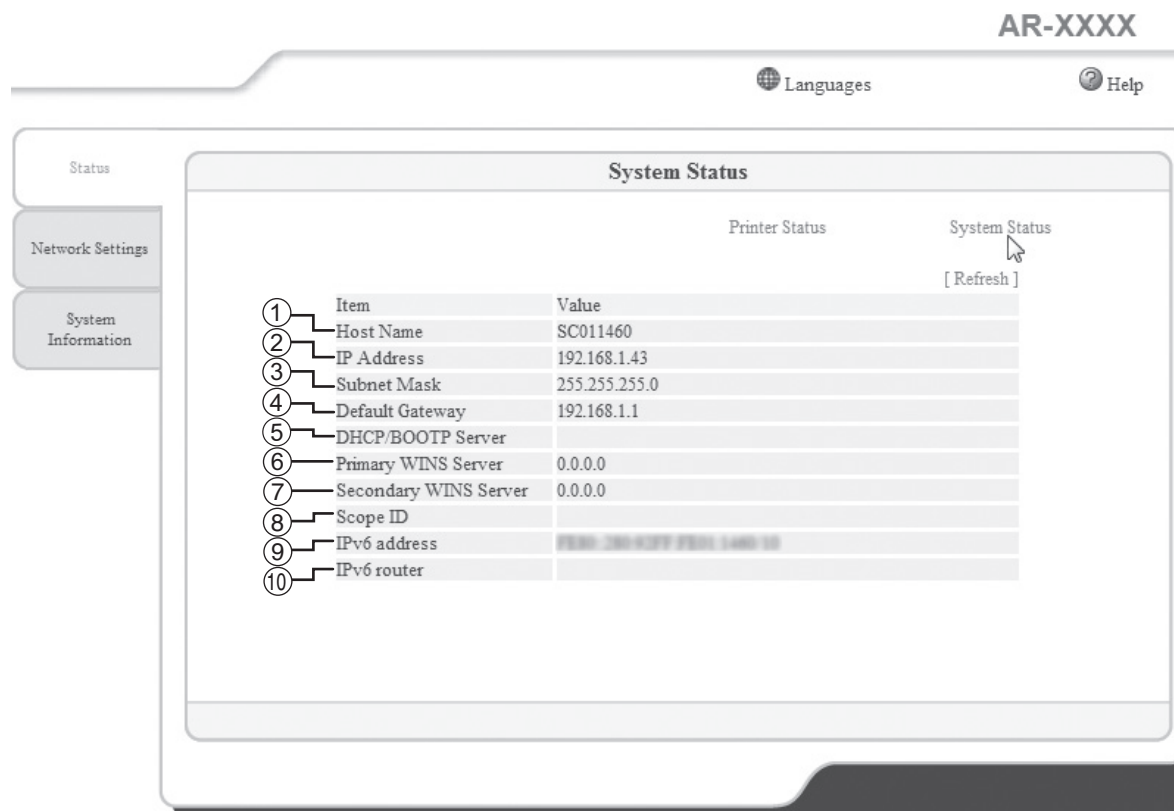 AR-XXXX
Languages
Help
Status
System Status
Network Settings
Printer Status System Status
[ Refresh ]
System
Information
Item Value
① Host Name SC011460
② IP Address 192.168.1.43
③ Subnet Mask 255.255.255.0
④ Default Gateway 192.168.1.1
⑤ DHCP/BOOTP Server
⑥ Primary WINS Server 0.0.0.0
⑦ Secondary WINS Server 0.0.0.0
⑧ Scope ID
⑨ IPv6 address
⑩ IPv6 router